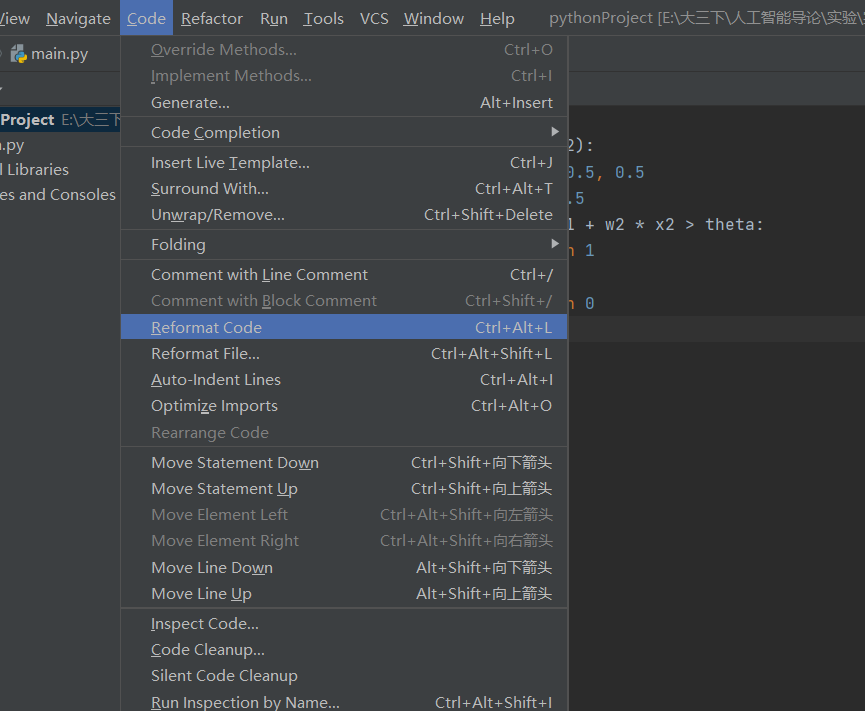 View Navigate Code Refactor Run Tools VCS Window Help pythonProject [E:\大三下\人工智能导论\实验\
main.py
Project E:\大三下
.py
Libraries
es and Consoles
Override Methods... Ctrl+O
Implement Methods... Ctrl+I
Generate... Alt+Insert
Code Completion
Insert Live Template... Ctrl+J
Surround With... Ctrl+Alt+T
Unwrap/Remove... Ctrl+Shift+Delete
Folding
Comment with Line Comment Ctrl+/
Comment with Block Comment Ctrl+Shift+/
Reformat Code Ctrl+Alt+L
Reformat File... Ctrl+Alt+Shift+L
Auto-Indent Lines Ctrl+Alt+I
Optimize Imports Ctrl+Alt+O
Rearrange Code
Move Statement Down Ctrl+Shift+向下箭头
Move Statement Up Ctrl+Shift+向上箭头
Move Element Left Ctrl+Alt+Shift+向左箭头
Move Element Right Ctrl+Alt+Shift+向右箭头
Move Line Down Alt+Shift+向下箭头
Move Line Up Alt+Shift+向上箭头
Inspect Code...
Code Cleanup...
Silent Code Cleanup
Run Inspection by Name... Ctrl+Alt+Shift+I
2):
0.5, 0.5
.5
1 + w2 * x2 > theta:
n 1
n 0